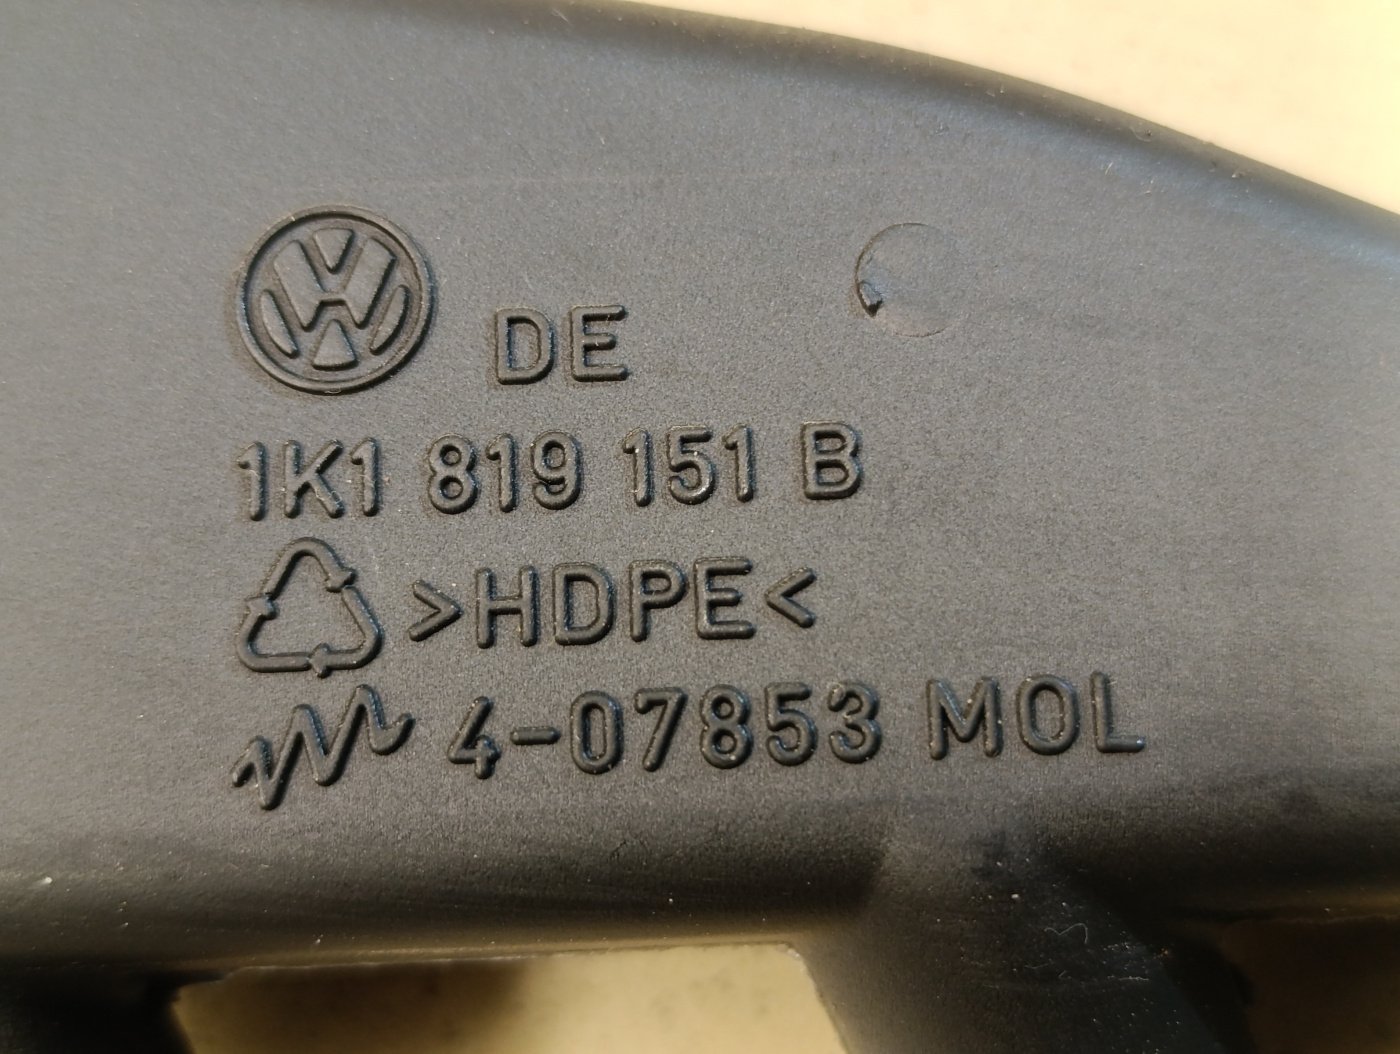 DE
1K1 819 151 B
>HDPE<
4-07853 MOL